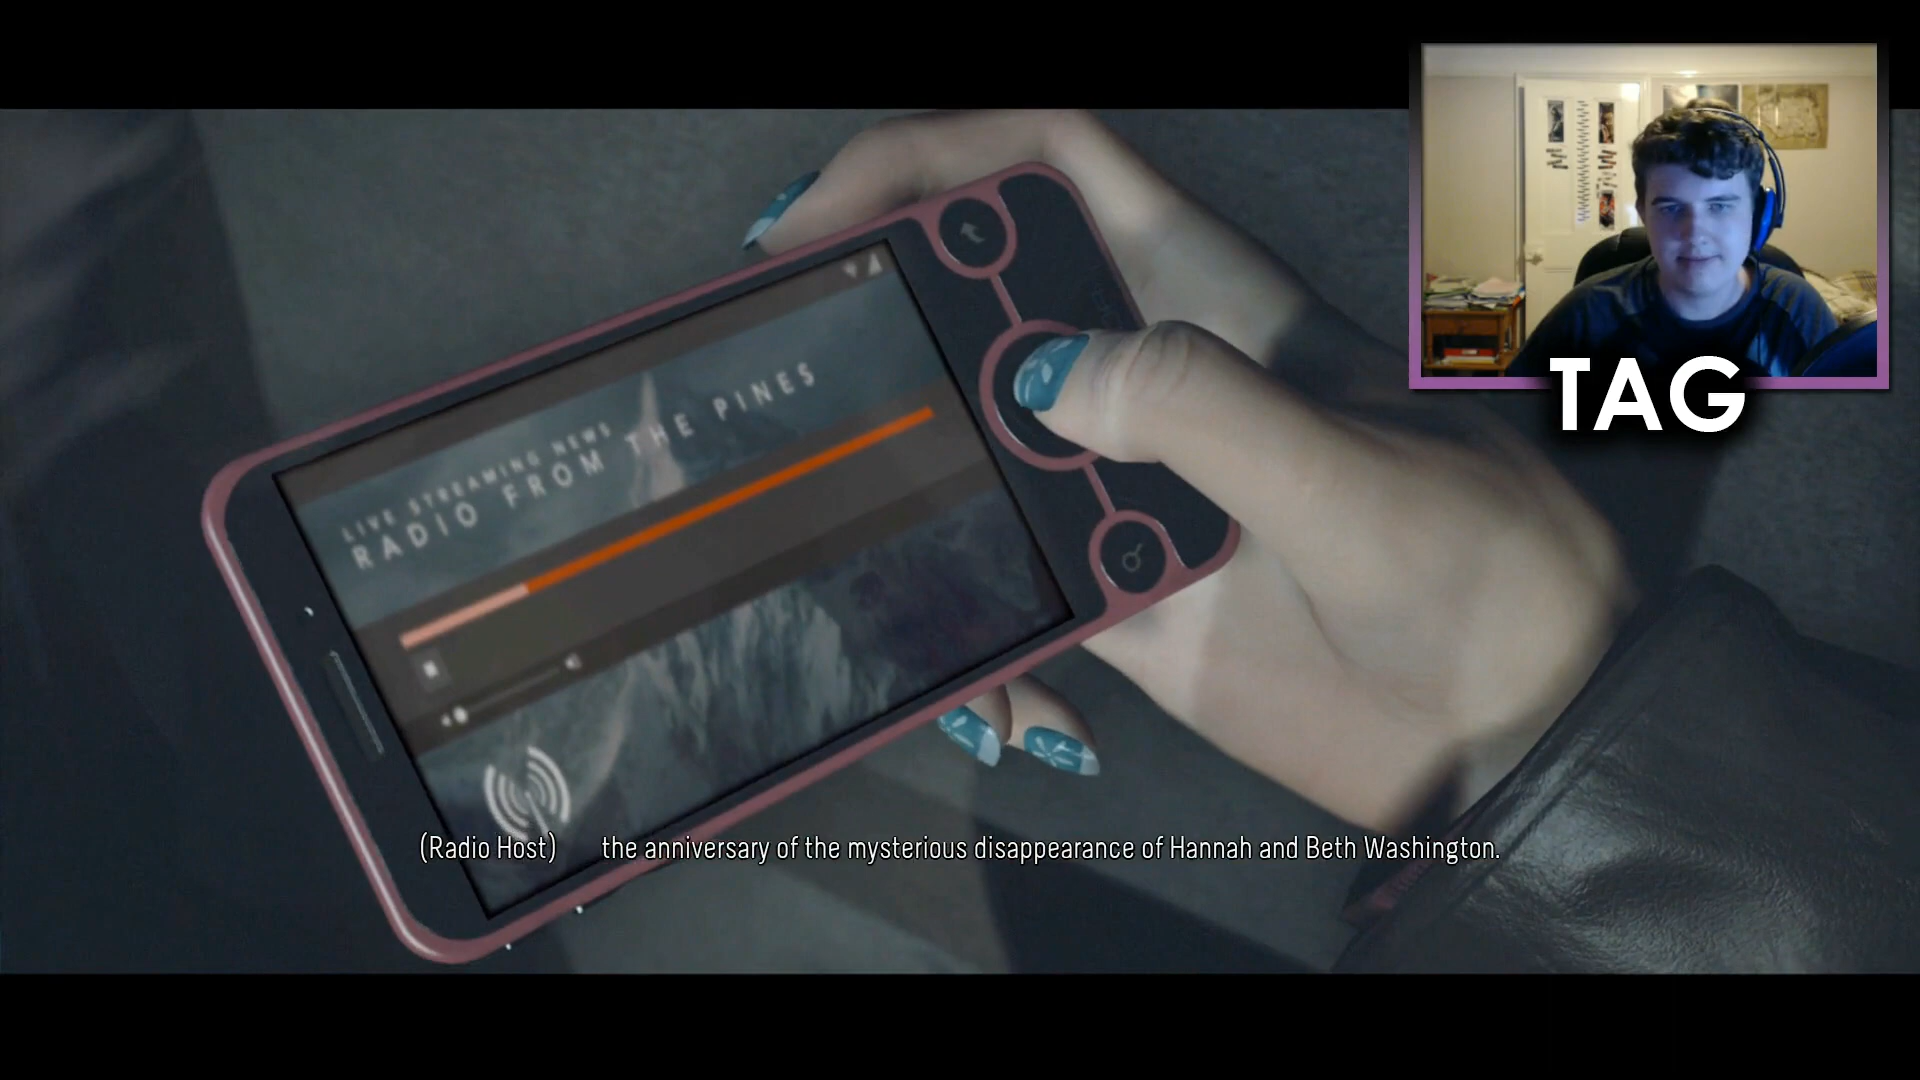 TAG
LIVE STREAMING NEWS
RADIO FROM THE PINES
(Radio Host) the anniversary of the mysterious disappearance of Hannah and Beth Washington.